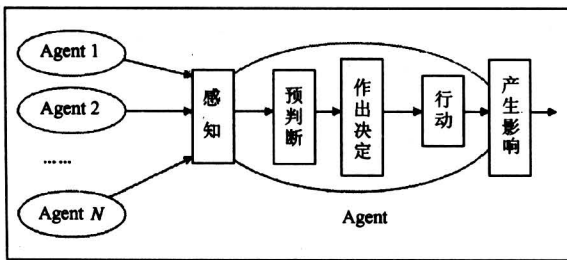 Agent 1
Agent 2
……
Agent N
感知
预判断
作出决定
行动
产生影响
Agent